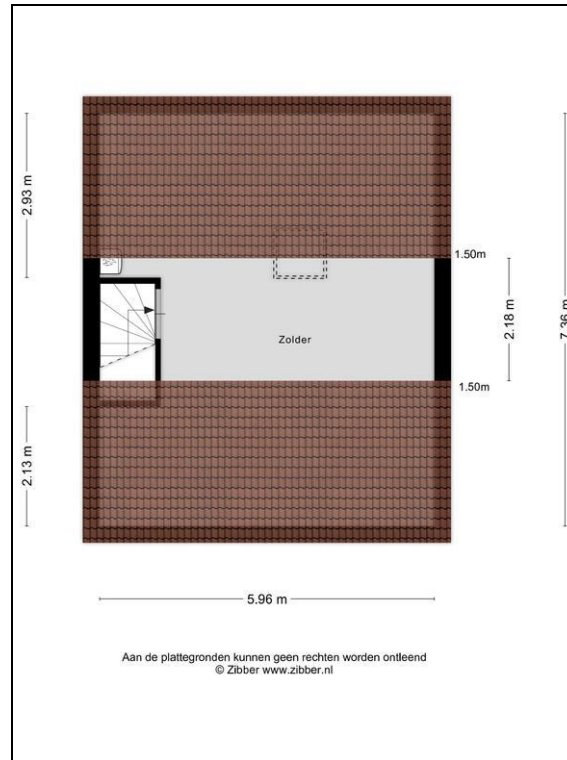 2.93 m
1.50m
7.36 m
2.18 m
Zolder
1.50m
2.13 m
5.96 m
Aan de plattegronden kunnen geen rechten worden ontleend
© Zibber www.zibber.nl